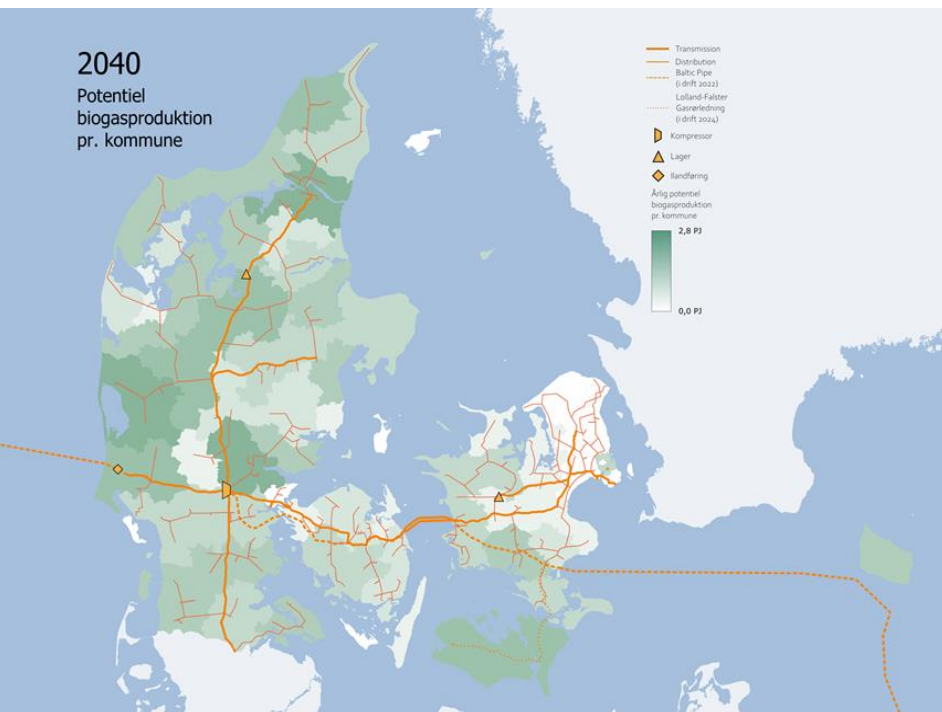 2040
Potentiel
biogasproduktion
pr. kommune
Transmission
Distribution
Baltic Pipe
(i drift 2022)
Lolland-Falster
Gasrørledning
(i drift 2024)
Kompressor
Lager
Ilandføring
Årlig potentiel
biogasproduktion
pr. kommune
2,8 PJ
0,0 PJ